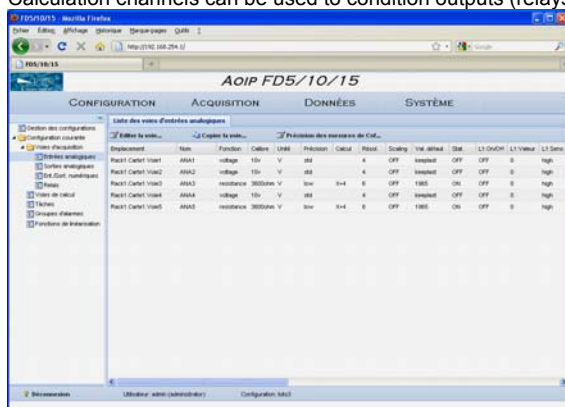 Calculation channels can be used to condition outputs (relays
FD5/10/15 - Mozilla Firefox
Fichier Édition Affichage Historique Marque-pages Outils ?
http://192.168.254.1/
Google
FD5/10/15
AOIP FD5/10/15
CONFIGURATION ACQUISITION DONNÉES SYSTÈME
Gestion des configurations
Configuration courante
Voies d'acquisition
Entrées analogiques
Sorties analogiques
Ent./Sort. numériques
Relais
Voies de calcul
Tâches
Groupes d'alarmes
Fonctions de linéarisation
Liste des voies d'entrées analogiques
Editer la voie... Copier la voie... Précision des mesures de Cof...
Emplacement Nom Fonction Calibre Unité Précision Calcul Résol. Scaling Val. défaut Stat. L1 On/Off L1 Valeur L1 Sens
Rack1.Carte1.Voie1 ANA1 voltage 10v V std 4 OFF keeplast OFF OFF 0 high
Rack1.Carte1.Voie2 ANA2 voltage 10v V std 4 OFF keeplast OFF OFF 0 high
Rack1.Carte1.Voie3 ANA3 resistance 3600ohm V low X+4 6 OFF 1965 ON OFF 0 high
Rack1.Carte1.Voie4 ANA4 voltage 10v V std 4 OFF keeplast OFF OFF 0 high
Rack1.Carte1.Voie5 ANA5 resistance 3600ohm V low X+4 6 OFF 1965 ON OFF 0 high
Déconnexion Utilisateur: admin (administrator) Configuration: